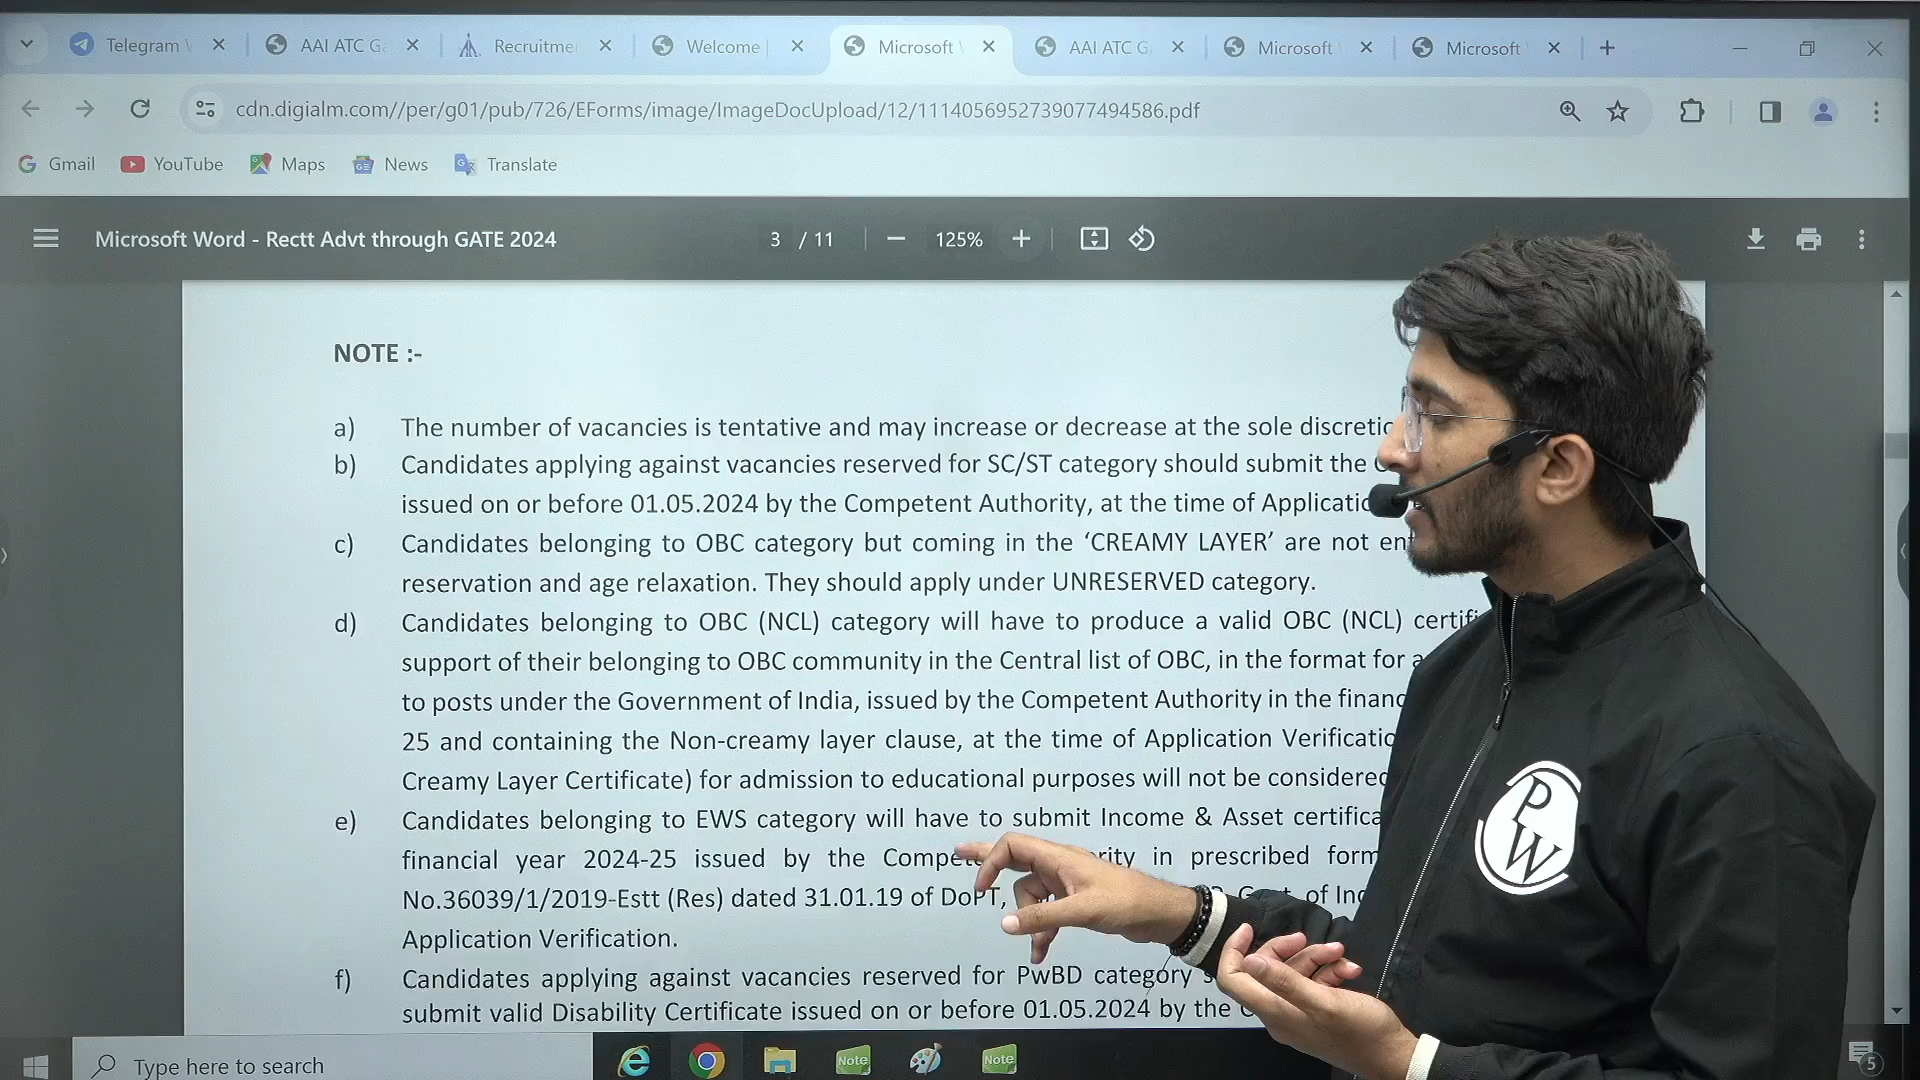 Telegram
AAI ATC G
Recruitme
Welcome
Microsoft
AAI ATC G
Microsoft
Microsoft
cdn.digialm.com//per/g01/pub/726/EForms/image/ImageDocUpload/12/1114056952739077494586.pdf
Gmail YouTube Maps News Translate
Microsoft Word - Rectt Advt through GATE 2024
3 / 11
125%
NOTE :-
a) The number of vacancies is tentative and may increase or decrease at the sole
b) Candidates applying against vacancies reserved for SC/ST category should submit the
issued on or before 01.05.2024 by the Competent Authority, at the time of
c) Candidates belonging to OBC category but coming in the ‘CREAMY LAYER’ are not
reservation and age relaxation. They should apply under UNRESERVED category.
d) Candidates belonging to OBC (NCL) category will have to produce a valid OBC (NCL)
support of their belonging to OBC community in the Central list of OBC, in the format for
to posts under the Government of India, issued by the Competent Authority in the
25 and containing the Non-creamy layer clause, at the time of Application
Creamy Layer Certificate) for admission to educational purposes will not be considered
e) Candidates belonging to EWS category will have to submit Income & Asset
financial year 2024-25 issued by the in prescribed
No.36039/1/2019-Estt (Res) dated 31.01.19 of DoPT, of
Application Verification.
f) Candidates applying against vacancies reserved for PwBD category
submit valid Disability Certificate issued on or before 01.05.2024 by the
PW
Type here to search
Note
Note
5